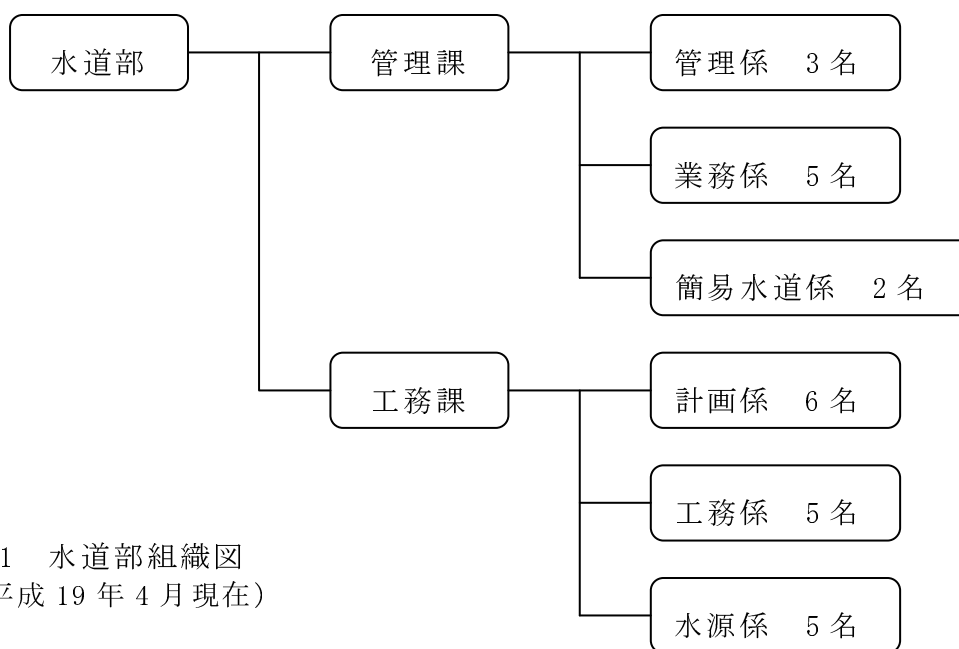 水道部
管理課
管理係 3名
業務係 5名
簡易水道係 2名
工務課
計画係 6名
工務係 5名
水源係 5名
1 水道部組織図
平成 19 年 4 月現在）